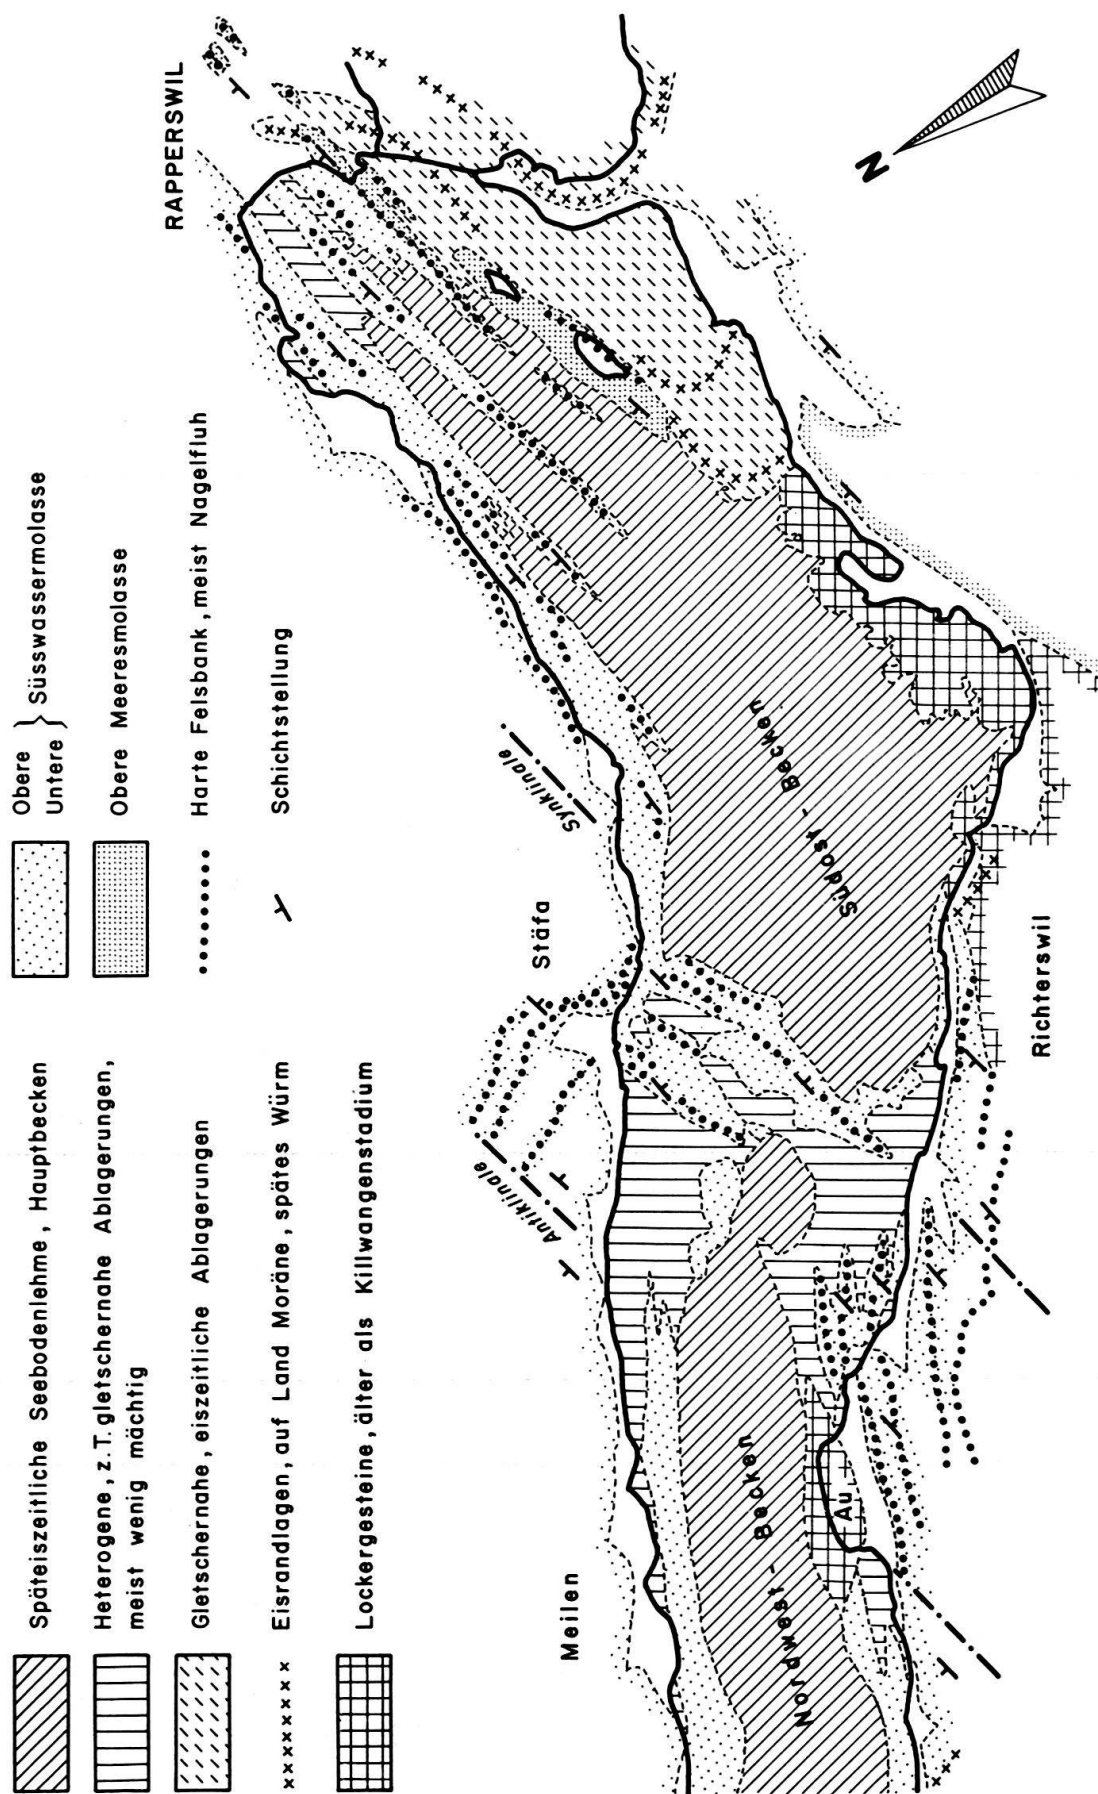 Späteiszeitliche Seebodenlehme, Hauptbecken
Heterogene, z.T. gletschernahe Ablagerungen,
meist wenig mächtig
Gletschernahe, eiszeitliche Ablagerungen
Eisrandlagen, auf Land Moräne, spätes Würm
Lockergesteine, älter als Killwangenstadium
Obere
Untere } Süsswassermolasse
Obere Meeresmolasse
Harte Felsbank, meist Nagelfluh
Schichtstellung
RAPPERSWIL
N
Synklinale
Stäfa
Antiklinale
Meilen
Südost - Becken
Nordwest - Becken
Au
Richterswil